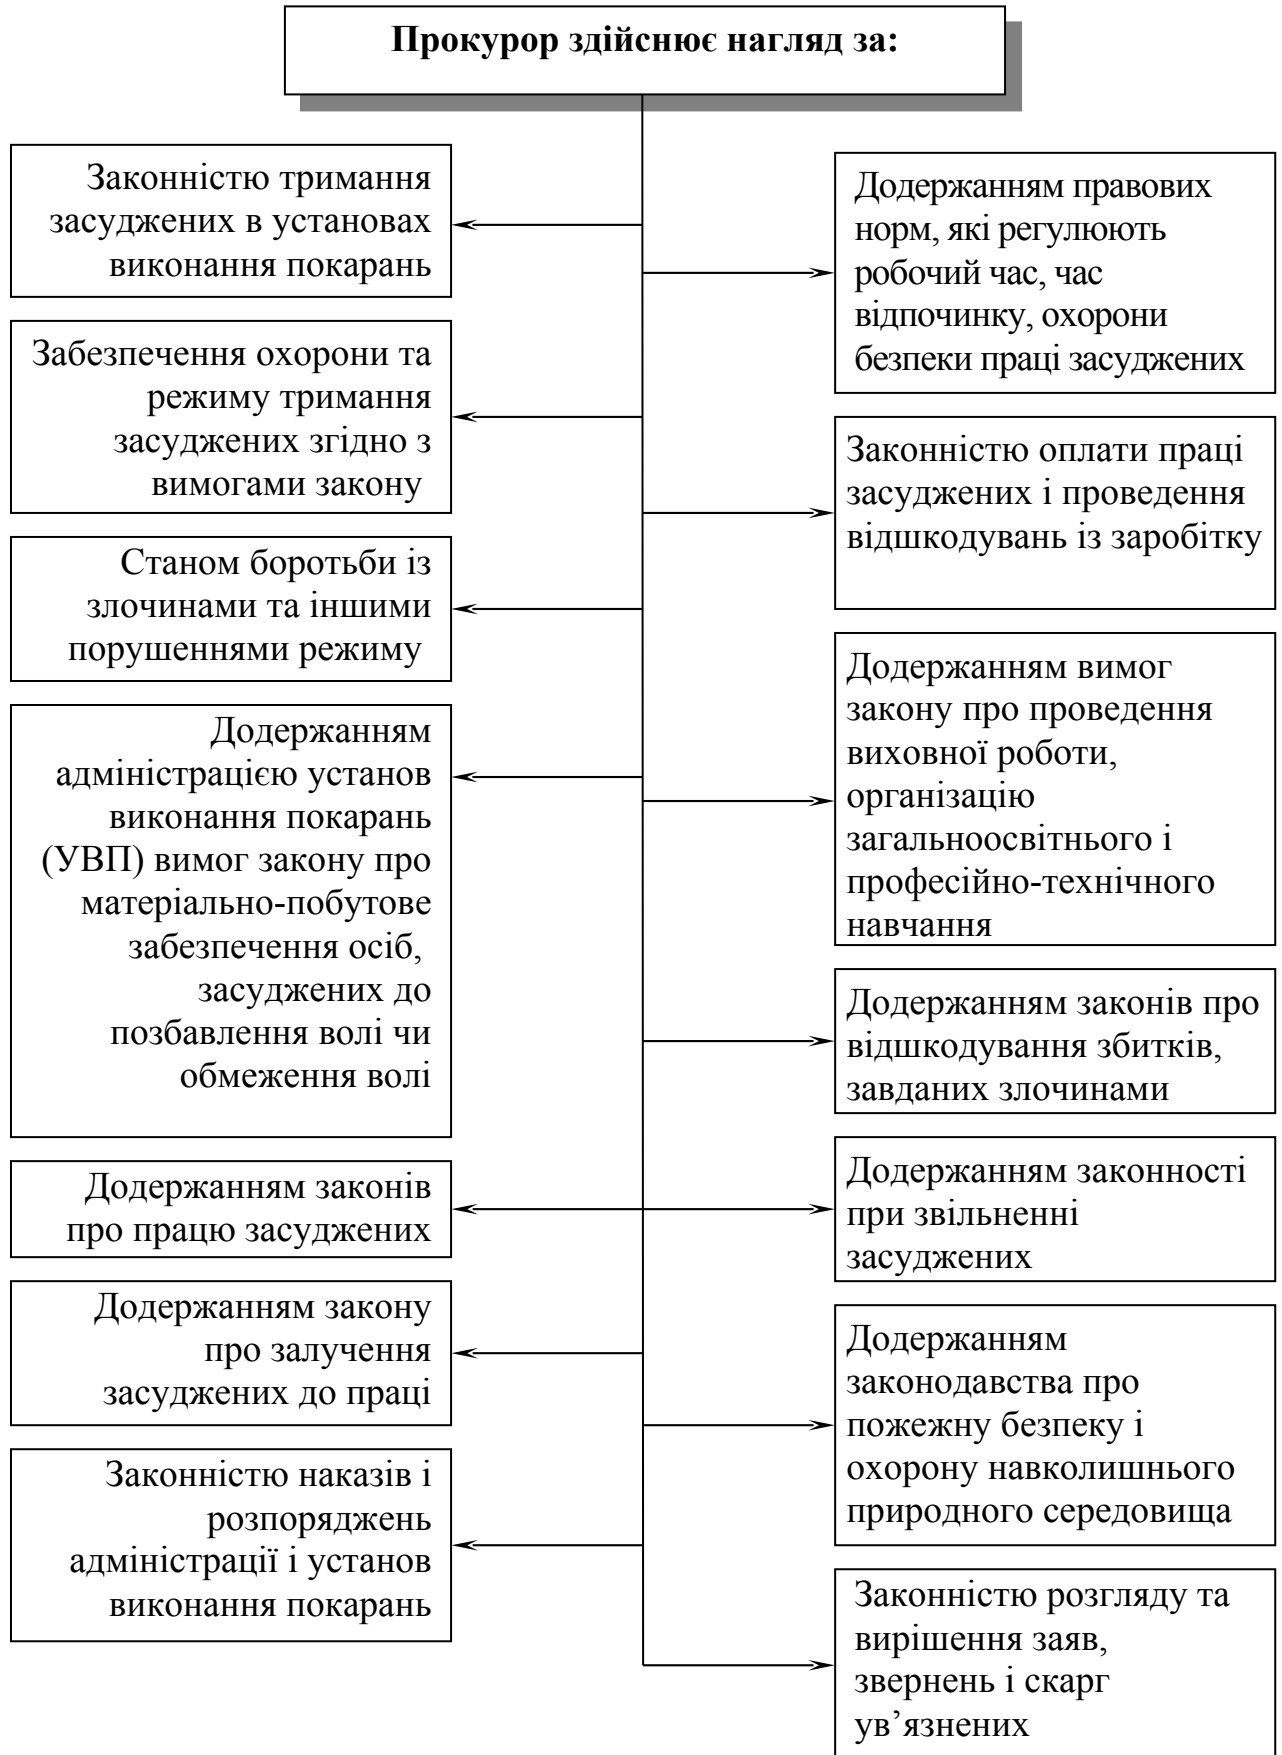 Прокурор здійснює нагляд за:
Законністю тримання
засуджених в установах
виконання покарань
Забезпечення охорони та
режиму тримання
засуджених згідно з
вимогами закону
Станом боротьби із
злочинами та іншими
порушеннями режиму
Додержанням
адміністрацією установ
виконання покарань
(УВП) вимог закону про
матеріально-побутове
забезпечення осіб,
засуджених до
позбавлення волі чи
обмеження волі
Додержанням законів
про працю засуджених
Додержанням закону
про залучення
засуджених до праці
Законністю наказів і
розпоряджень
адміністрації і установ
виконання покарань
Додержанням правових
норм, які регулюють
робочий час, час
відпочинку, охорони
безпеки праці засуджених
Законністю оплати праці
засуджених і проведення
відшкодувань із заробітку
Додержанням вимог
закону про проведення
виховної роботи,
організацію
загальноосвітнього і
професійно-технічного
навчання
Додержанням законів про
відшкодування збитків,
завданих злочинами
Додержанням законності
при звільненні
засуджених
Додержанням
законодавства про
пожежну безпеку і
охорону навколишнього
природного середовища
Законністю розгляду та
вирішення заяв,
звернень і скарг
ув’язнених